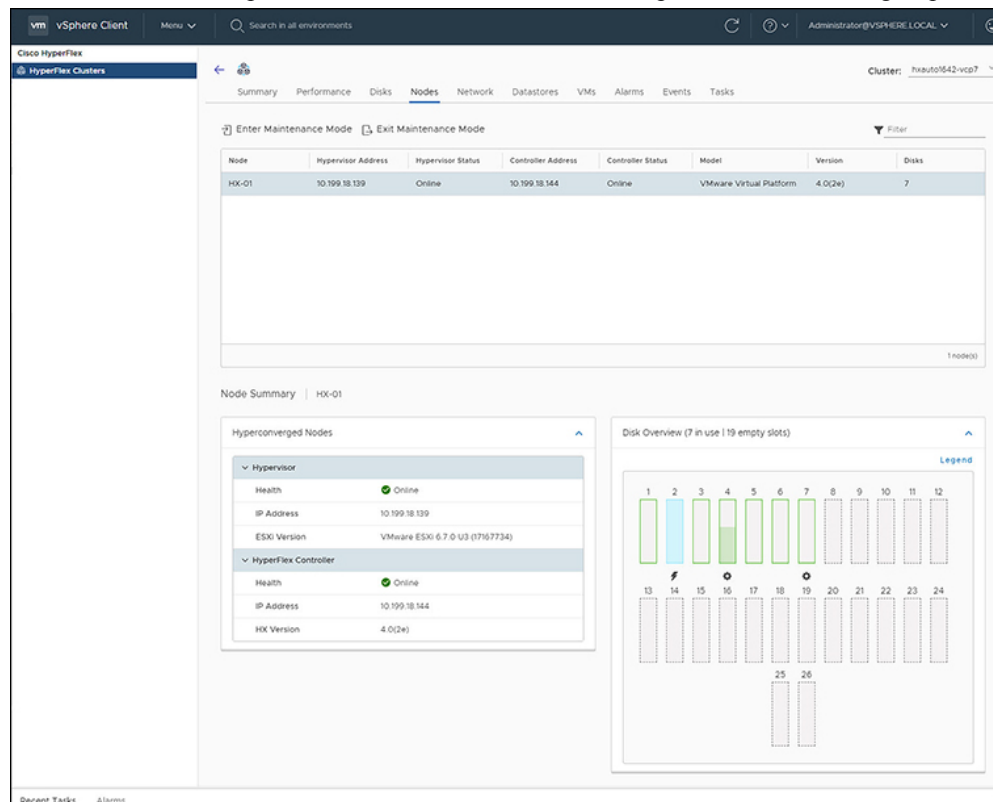 vm vSphere Client Menu Search in all environments Administrator@VSPHERE.LOCAL
Cisco HyperFlex
HyperFlex Clusters
Cluster: hxauto1642-vcp7
Summary Performance Disks Nodes Network Datastores VMs Alarms Events Tasks
Enter Maintenance Mode Exit Maintenance Mode Filter
Node Hypervisor Address Hypervisor Status Controller Address Controller Status Model Version Disks
HX-01 10.199.18.139 Online 10.199.18.144 Online VMware Virtual Platform 4.0(2e) 7
1 node(s)
Node Summary | HX-01
Hyperconverged Nodes
Hypervisor
Health Online
IP Address 10.199.18.139
ESXi Version VMware ESXi 6.7.0 U3 (17167734)
HyperFlex Controller
Health Online
IP Address 10.199.18.144
HX Version 4.0(2e)
Disk Overview (7 in use | 19 empty slots)
Legend
1 2 3 4 5 6 7 8 9 10 11 12
13 14 15 16 17 18 19 20 21 22 23 24
25 26
Recent Tasks Alarms